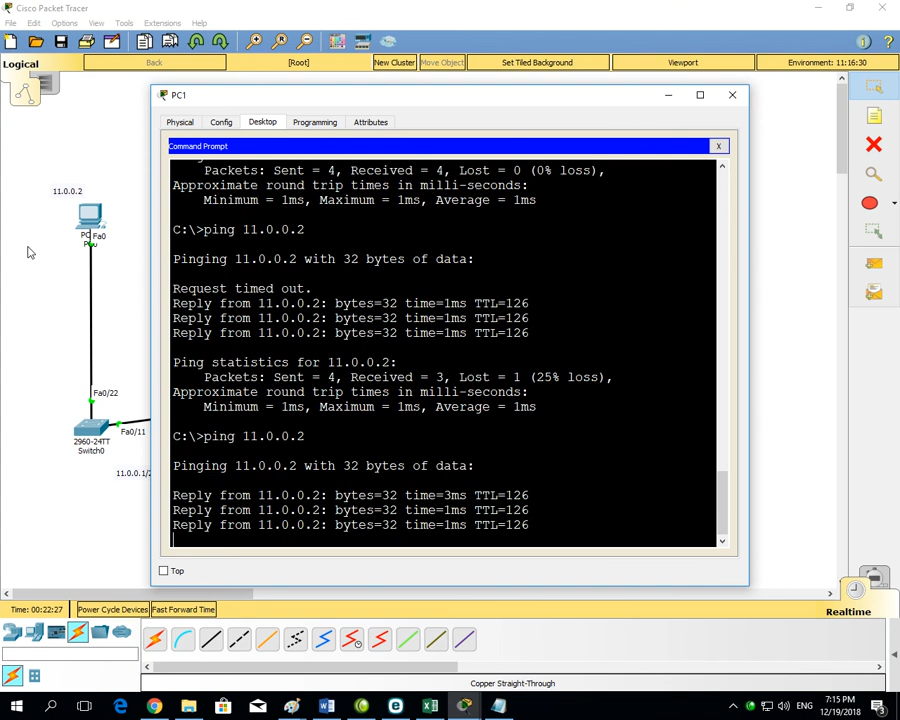 Cisco Packet Tracer
File Edit Options View Tools Extensions Help
Logical Back [Root] New Cluster Move Object Set Tiled Background Viewport Environment: 11:16:30
PC1
Physical Config Desktop Programming Attributes
Command Prompt X
Packets: Sent = 4, Received = 4, Lost = 0 (0% loss),
Approximate round trip times in milli-seconds:
Minimum = 1ms, Maximum = 1ms, Average = 1ms
C:\>ping 11.0.0.2
Pinging 11.0.0.2 with 32 bytes of data:
Request timed out.
Reply from 11.0.0.2: bytes=32 time=1ms TTL=126
Reply from 11.0.0.2: bytes=32 time=1ms TTL=126
Reply from 11.0.0.2: bytes=32 time=1ms TTL=126
Ping statistics for 11.0.0.2:
Packets: Sent = 4, Received = 3, Lost = 1 (25% loss),
Approximate round trip times in milli-seconds:
Minimum = 1ms, Maximum = 1ms, Average = 1ms
C:\>ping 11.0.0.2
Pinging 11.0.0.2 with 32 bytes of data:
Reply from 11.0.0.2: bytes=32 time=3ms TTL=126
Reply from 11.0.0.2: bytes=32 time=1ms TTL=126
Reply from 11.0.0.2: bytes=32 time=1ms TTL=126
Top
11.0.0.2
Fa0
Fa0/22
Fa0/11
2960-24TT
Switch0
11.0.0.1/2
Time: 00:22:27 Power Cycle Devices Fast Forward Time
Realtime
Copper Straight-Through
ENG 7:15 PM
12/19/2018
3